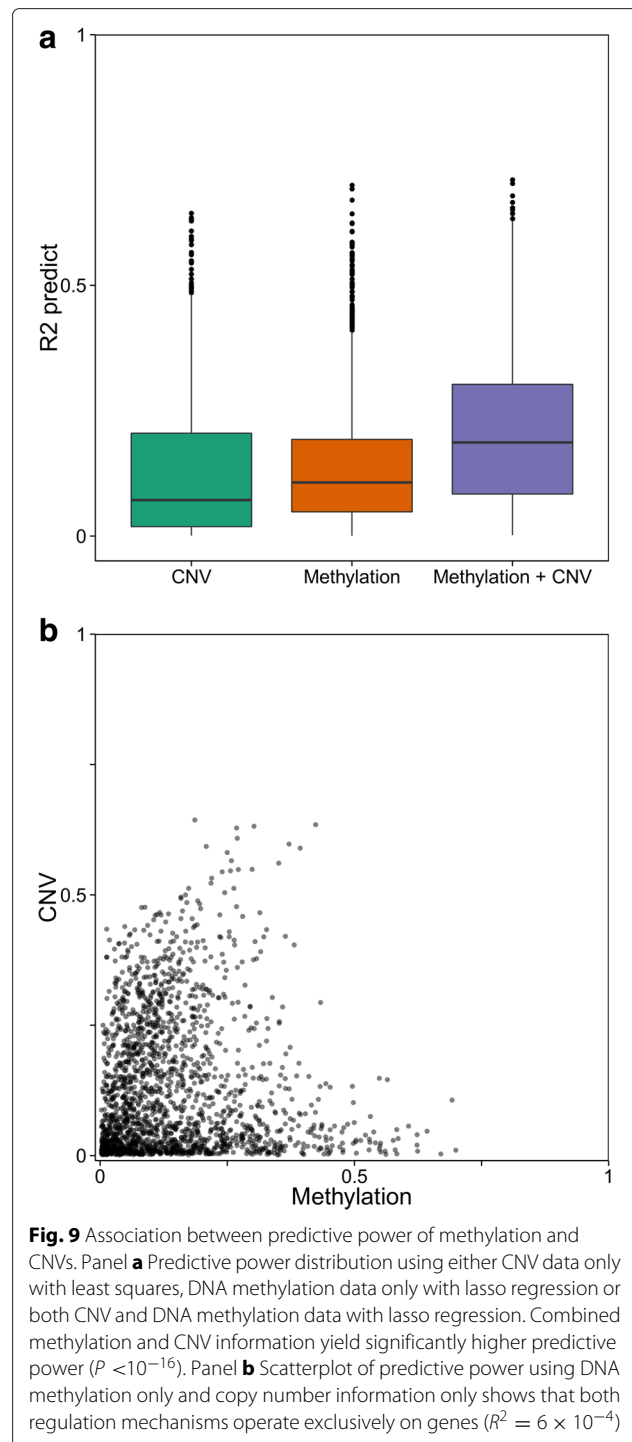 a
1
0.5
0
R2 predict
CNV
Methylation
Methylation + CNV
b
1
0.5
0
CNV
0
0.5
1
Methylation
Fig. 9 Association between predictive power of methylation and
CNVs. Panel a Predictive power distribution using either CNV data only
with least squares, DNA methylation data only with lasso regression or
both CNV and DNA methylation data with lasso regression. Combined
methylation and CNV information yield significantly higher predictive
power (P <10⁻¹⁶). Panel b Scatterplot of predictive power using DNA
methylation only and copy number information only shows that both
regulation mechanisms operate exclusively on genes (R² = 6 × 10⁻⁴)